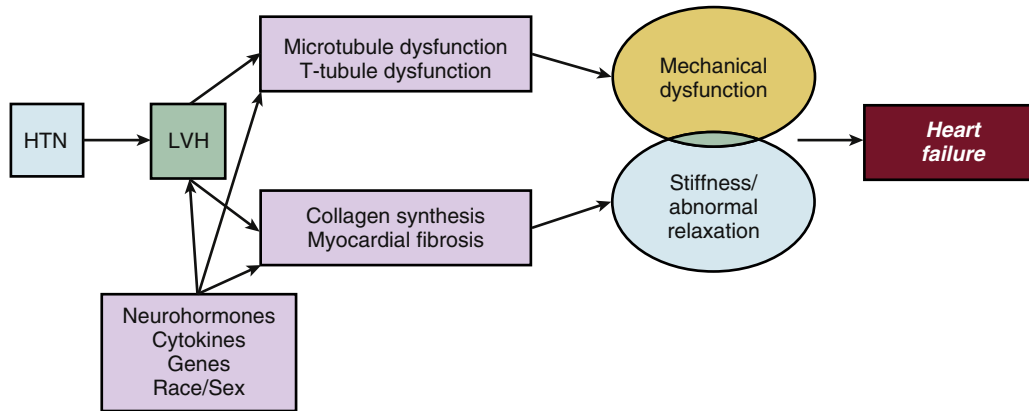 HTN
LVH
Microtubule dysfunction
T-tubule dysfunction
Collagen synthesis
Myocardial fibrosis
Neurohormones
Cytokines
Genes
Race/Sex
Mechanical
dysfunction
Stiffness/
abnormal
relaxation
Heart
failure